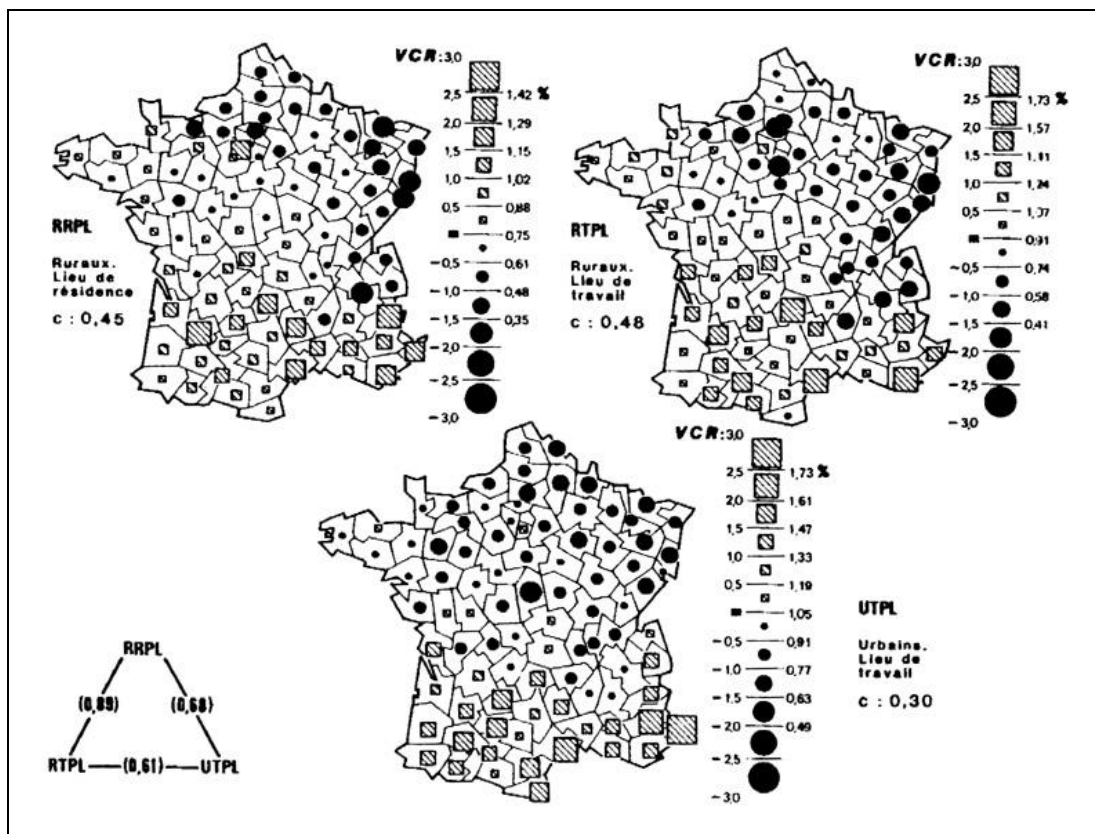 VCR: 3,0
2,5 1,42 %
2,0 1,29
1,5 1,15
1,0 1,02
0,5 0,88
0,75
-0,5 0,61
-1,0 0,48
-1,5 0,35
-2,0
-2,5
-3,0
RRPL
Ruraux.
Lieu de
résidence
c : 0,45
VCR: 3,0
2,5 1,73 %
2,0 1,57
1,5
1,0 1,24
0,5 1,07
0,91
-0,5 0,74
-1,0 0,58
-1,5 0,41
-2,0
-2,5
-3,0
RTPL
Ruraux.
Lieu de
travail
c : 0,48
VCR: 3,0
2,5 1,73 %
2,0 1,61
1,5 1,47
1,0 1,33
0,5 1,19
1,05
-0,5 0,91
-1,0 0,77
-1,5 0,63
-2,0 0,49
-2,5
-3,0
UTPL
Urbains.
Lieu de
travail
c : 0,30
RRPL
(0,89) (0,68)
RTPL (0,61) UTPL